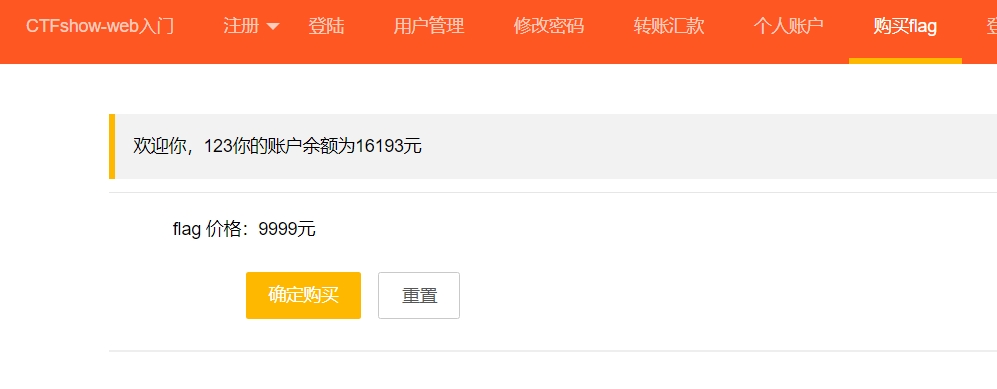 CTFshow-web入门 注册 登陆 用户管理 修改密码 转账汇款 个人账户 购买flag
欢迎你，123你的账户余额为16193元
flag 价格：9999元
确定购买 重置